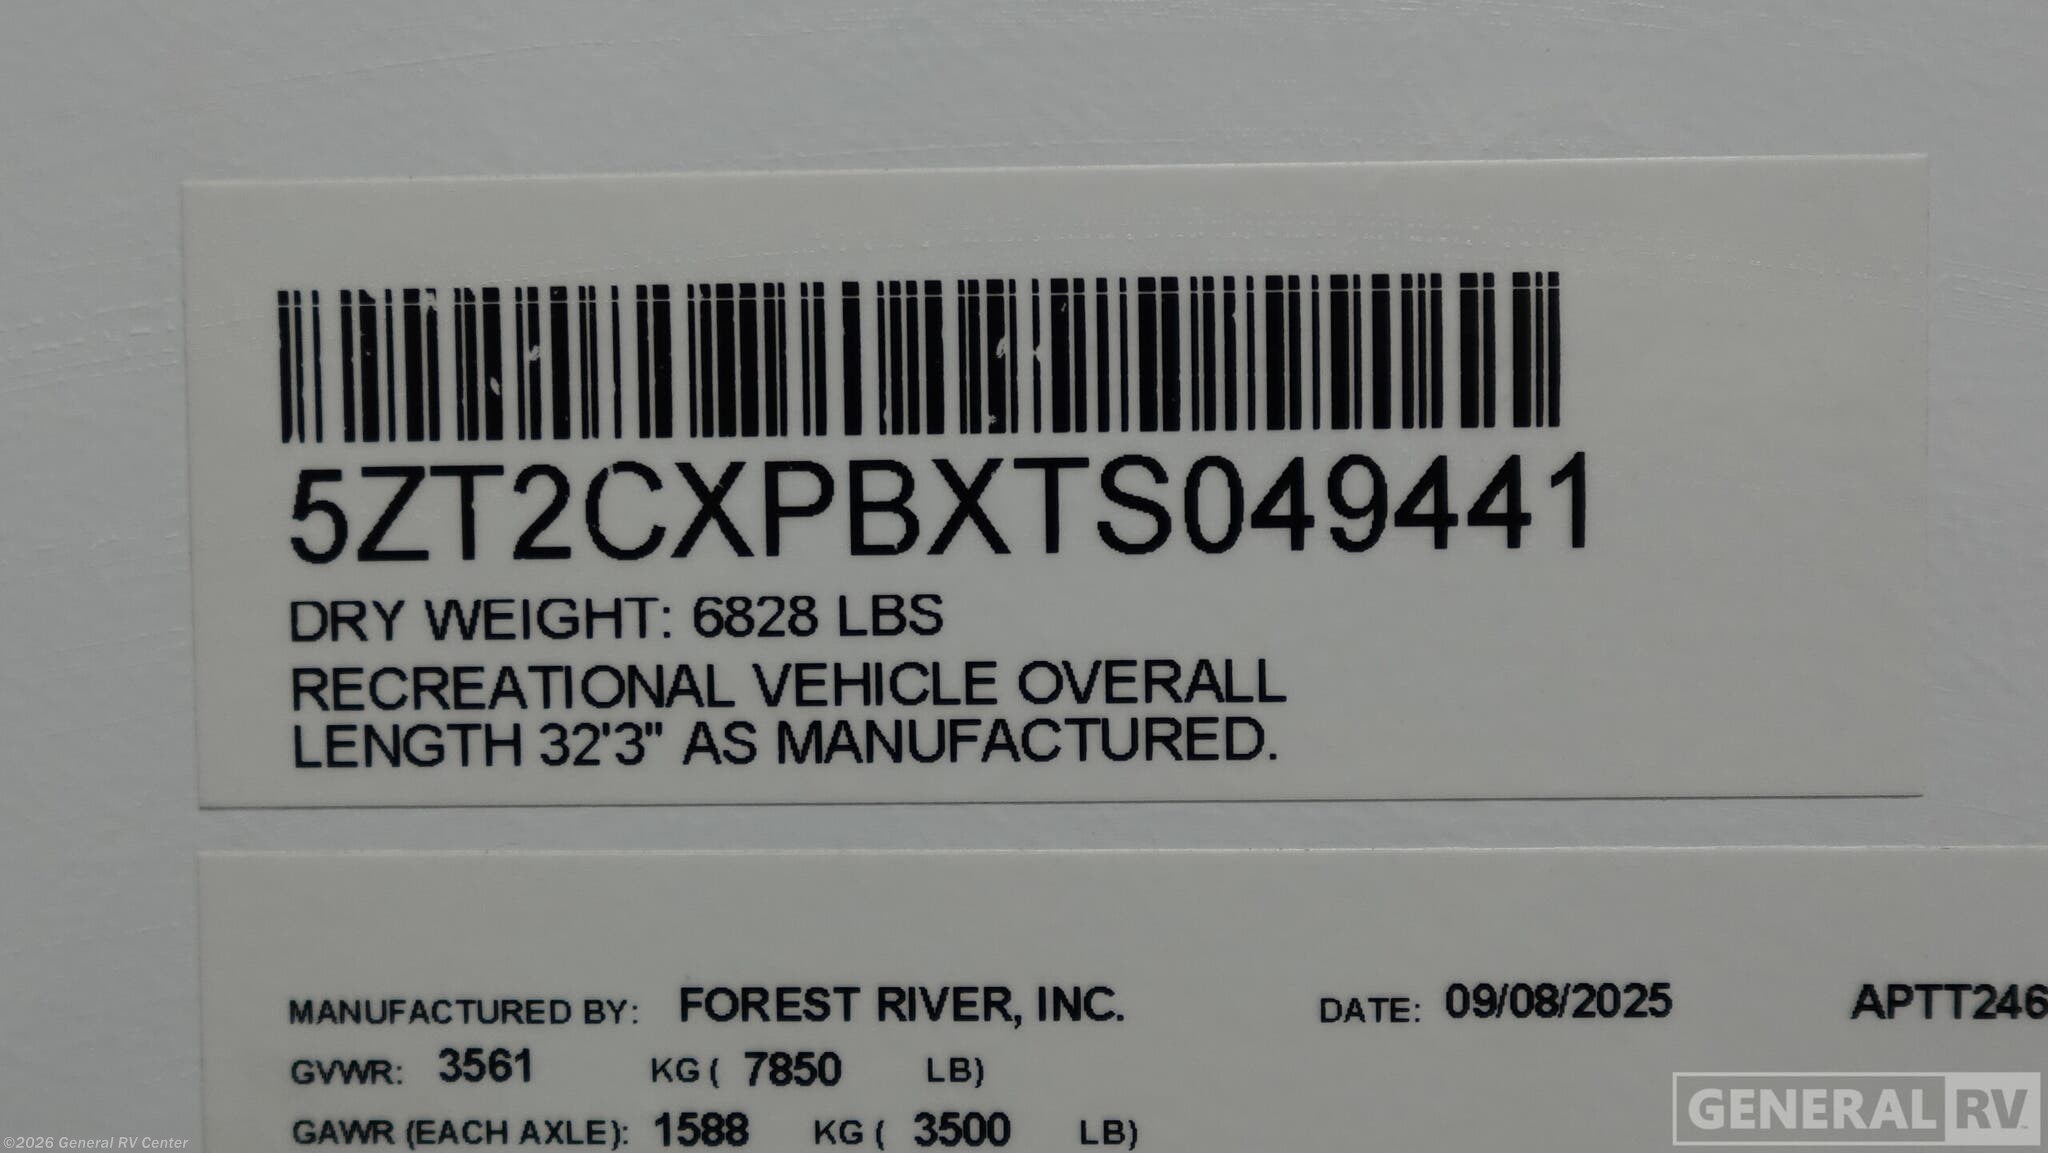 5ZT2CXPBXTS049441
DRY WEIGHT: 6828 LBS
RECREATIONAL VEHICLE OVERALL
LENGTH 32'3" AS MANUFACTURED.
MANUFACTURED BY: FOREST RIVER, INC. DATE: 09/08/2025 APTT246
GVWR: 3561 KG ( 7850 LB)
GAWR (EACH AXLE): 1588 KG ( 3500 LB)
GENERAL RV
©2026 General RV Center